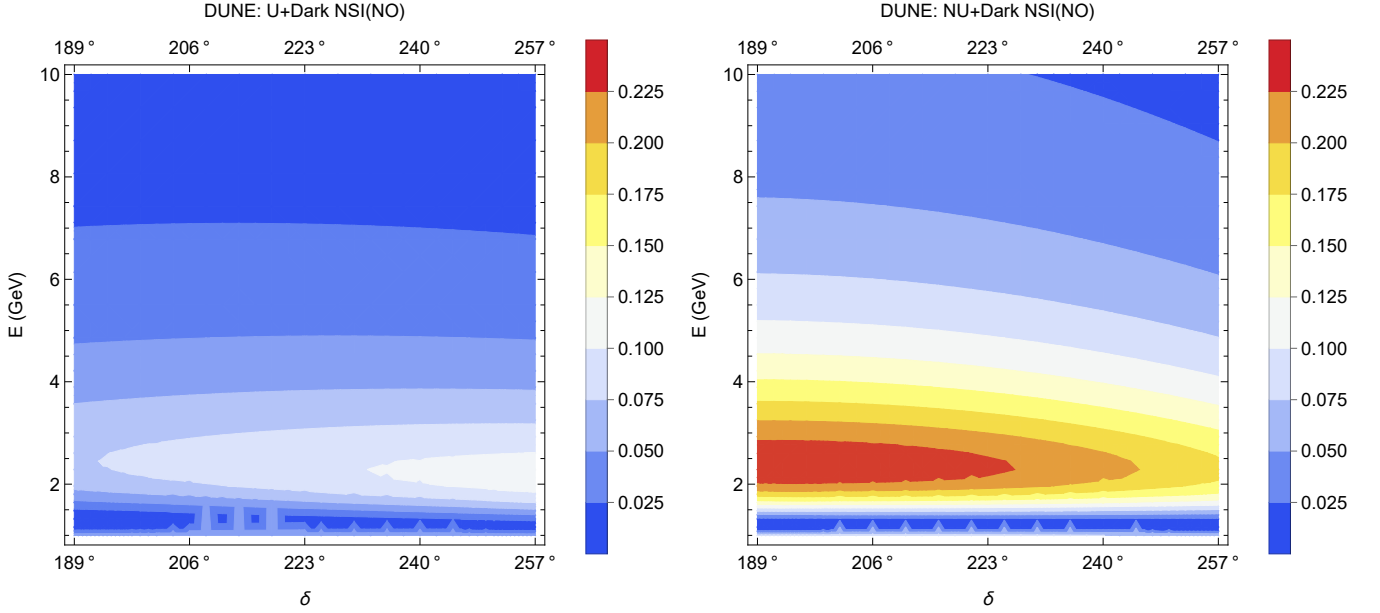 DUNE: U+Dark NSI(NO)
189 ° 206 ° 223 ° 240 ° 257 °
10
8
6
4
2
E (GeV)
189 ° 206 ° 223 ° 240 ° 257 °
δ
0.225
0.200
0.175
0.150
0.125
0.100
0.075
0.050
0.025
DUNE: NU+Dark NSI(NO)
189 ° 206 ° 223 ° 240 ° 257 °
10
8
6
4
2
E (GeV)
189 ° 206 ° 223 ° 240 ° 257 °
δ
0.225
0.200
0.175
0.150
0.125
0.100
0.075
0.050
0.025